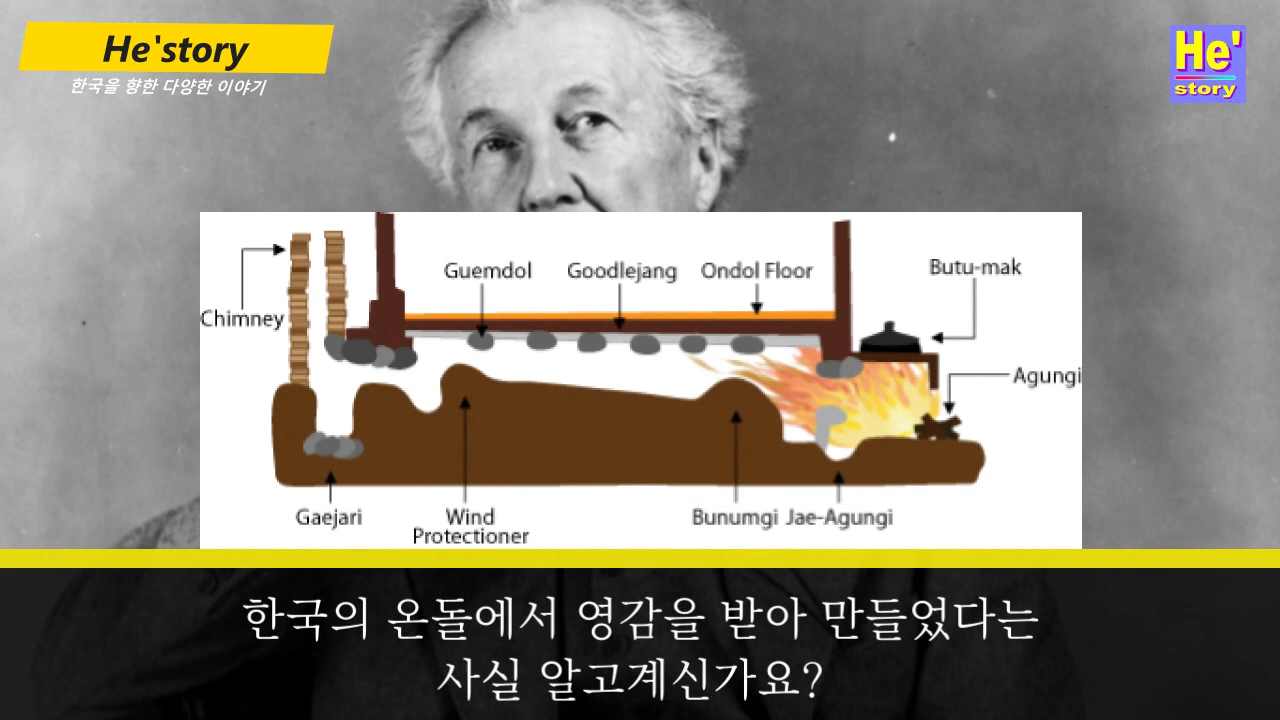 He'story
한국을 향한 다양한 이야기
He'
story
Guemdol
Goodlejang
Ondol Floor
Butu-mak
Chimney
Agungi
Gaejari
Wind
Protectioner
Bunumgi
Jae-Agungi
한국의 온돌에서 영감을 받아 만들었다는
사실 알고계신가요?